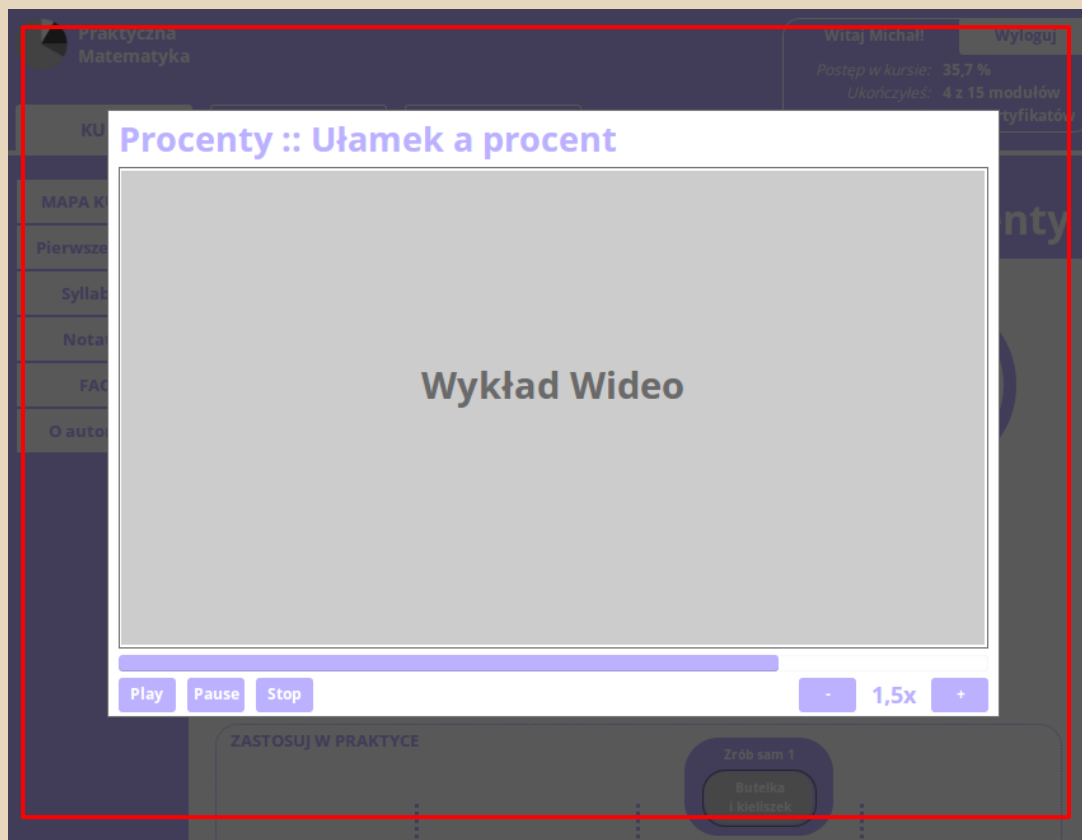 Praktyczna
Matematyka
Witaj Michał!
Wyloguj
Postęp w kursie: 35,7 %
Ukończyłeś: 4 z 15 modułów
Procenty :: Ułamek a procent
Wykład Wideo
Play
Pause
Stop
-
1,5x
+
ZASTOSUJ W PRAKTYCE
Zrób sam 1
Butelka
i kieliszek